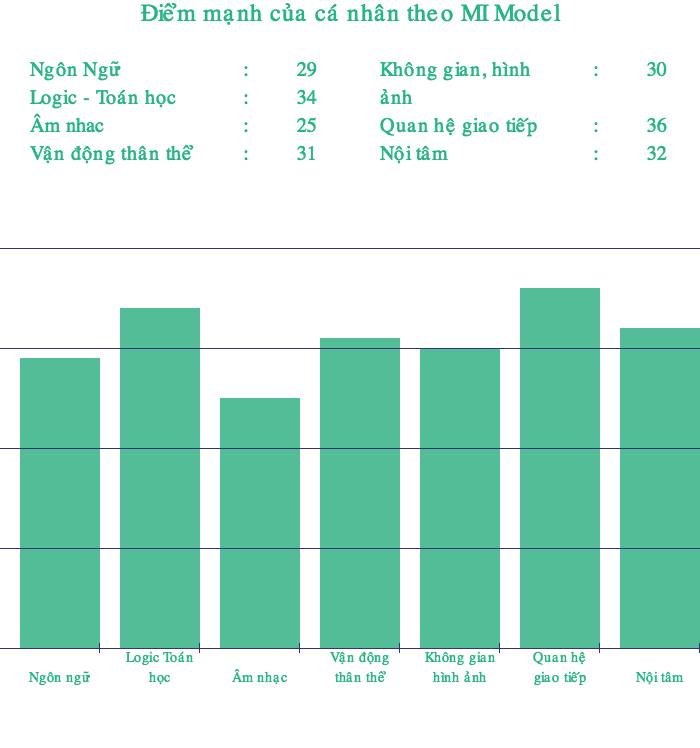 Điểm mạnh của cá nhân theo MI Model
Ngôn Ngữ : 29
Logic - Toán học : 34
Âm nhac : 25
Vận động thân thể : 31
Không gian, hình : 30
ảnh
Quan hệ giao tiếp : 36
Nội tâm : 32
Ngôn ngữ
Logic Toán
học
Âm nhạc
Vận động
thân thể
Không gian
hình ảnh
Quan hệ
giao tiếp
Nội tâm